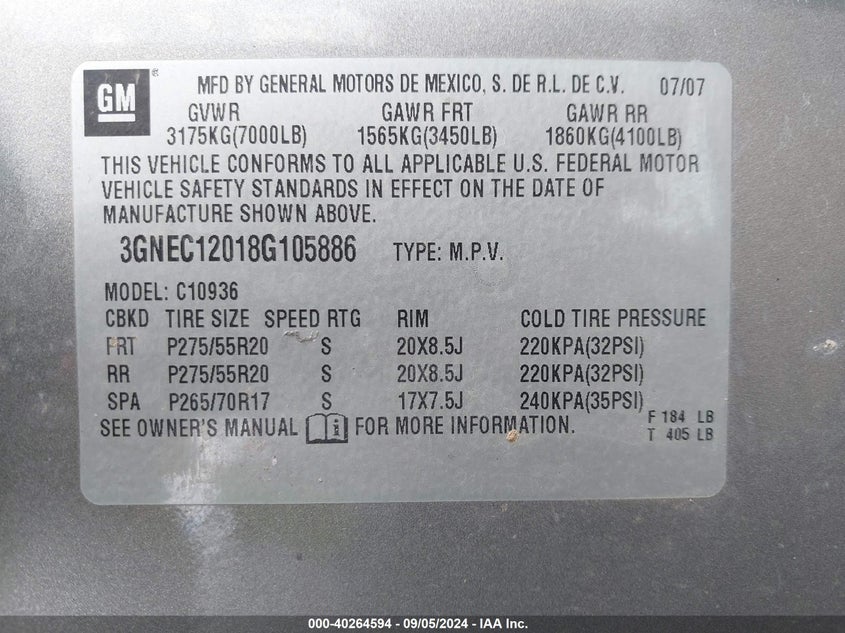 GM ® MFD BY GENERAL MOTORS DE MEXICO, S. DE R.L. DE C.V. 07/07
GVWR GAWR FRT GAWR RR
3175KG(7000LB) 1565KG(3450LB) 1860KG(4100LB)
THIS VEHICLE CONFORMS TO ALL APPLICABLE U.S. FEDERAL MOTOR
VEHICLE SAFETY STANDARDS IN EFFECT ON THE DATE OF
MANUFACTURE SHOWN ABOVE.
3GNEC12018G105886 TYPE: M.P.V.
MODEL: C10936
CBKD TIRE SIZE SPEED RTG RIM COLD TIRE PRESSURE
FRT P275/55R20 S 20X8.5J 220KPA(32PSI)
RR P275/55R20 S 20X8.5J 220KPA(32PSI)
SPA P265/70R17 S 17X7.5J 240KPA(35PSI)
SEE OWNER'S MANUAL i FOR MORE INFORMATION.
F 184 LB
T 405 LB
000-40264594 - 09/05/2024 - IAA Inc.